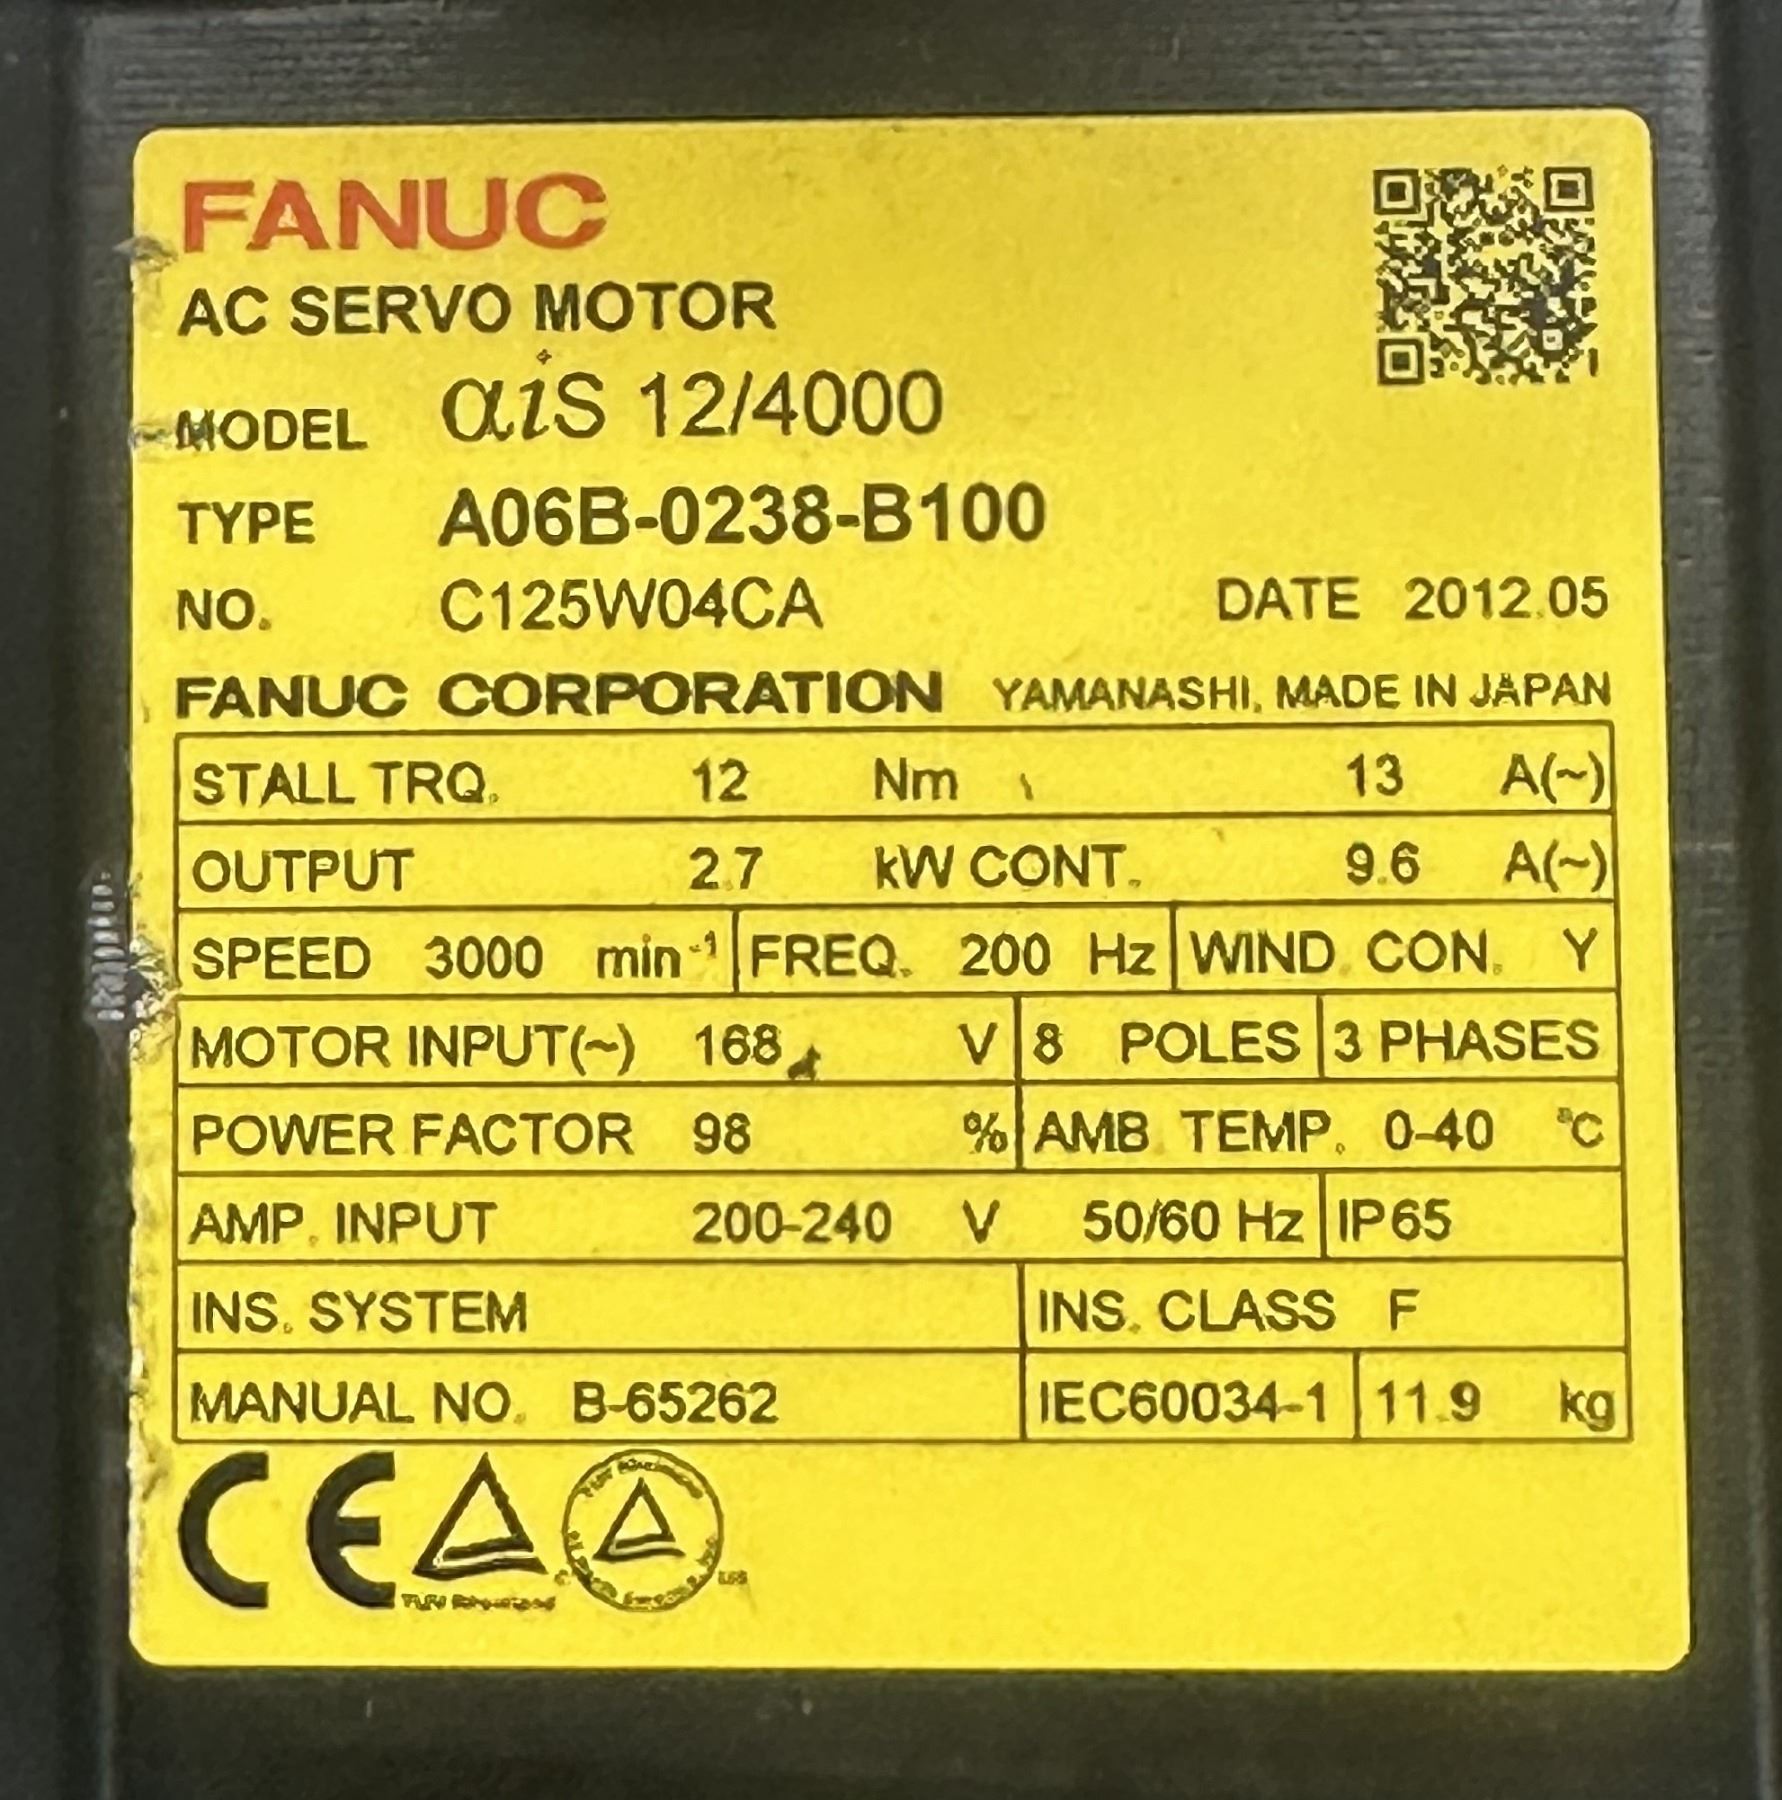 FANUC
AC SERVO MOTOR
MODEL αiS 12/4000
TYPE A06B-0238-B100
NO. C125W04CA DATE 2012.05
FANUC CORPORATION YAMANASHI, MADE IN JAPAN
STALL TRQ. 12 Nm 13 A(~)
OUTPUT 2.7 kW CONT. 9.6 A(~)
SPEED 3000 min⁻¹ FREQ. 200 Hz WIND. CON. Y
MOTOR INPUT(~) 168 V 8 POLES 3 PHASES
POWER FACTOR 98 % AMB. TEMP. 0-40 °C
AMP. INPUT 200-240 V 50/60 Hz IP65
INS. SYSTEM INS. CLASS F
MANUAL NO. B-65262 IEC60034-1 11.9 kg
CE